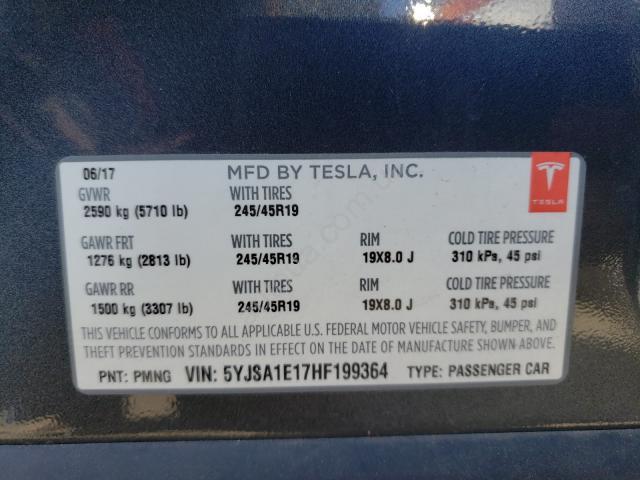 06/17 MFD BY TESLA, INC.
GVWR WITH TIRES
2590 kg (5710 lb) 245/45R19
TESLA
GAWR FRT WITH TIRES RIM COLD TIRE PRESSURE
1276 kg (2813 lb) 245/45R19 19X8.0 J 310 kPa, 45 psi
GAWR RR WITH TIRES RIM COLD TIRE PRESSURE
1500 kg (3307 lb) 245/45R19 19X8.0 J 310 kPa, 45 psi
THIS VEHICLE CONFORMS TO ALL APPLICABLE U.S. FEDERAL MOTOR VEHICLE SAFETY, BUMPER, AND
THEFT PREVENTION STANDARDS IN EFFECT ON THE DATE OF MANUFACTURE SHOWN ABOVE.
PNT: PMNG VIN: 5YJSA1E17HF199364 TYPE: PASSENGER CAR